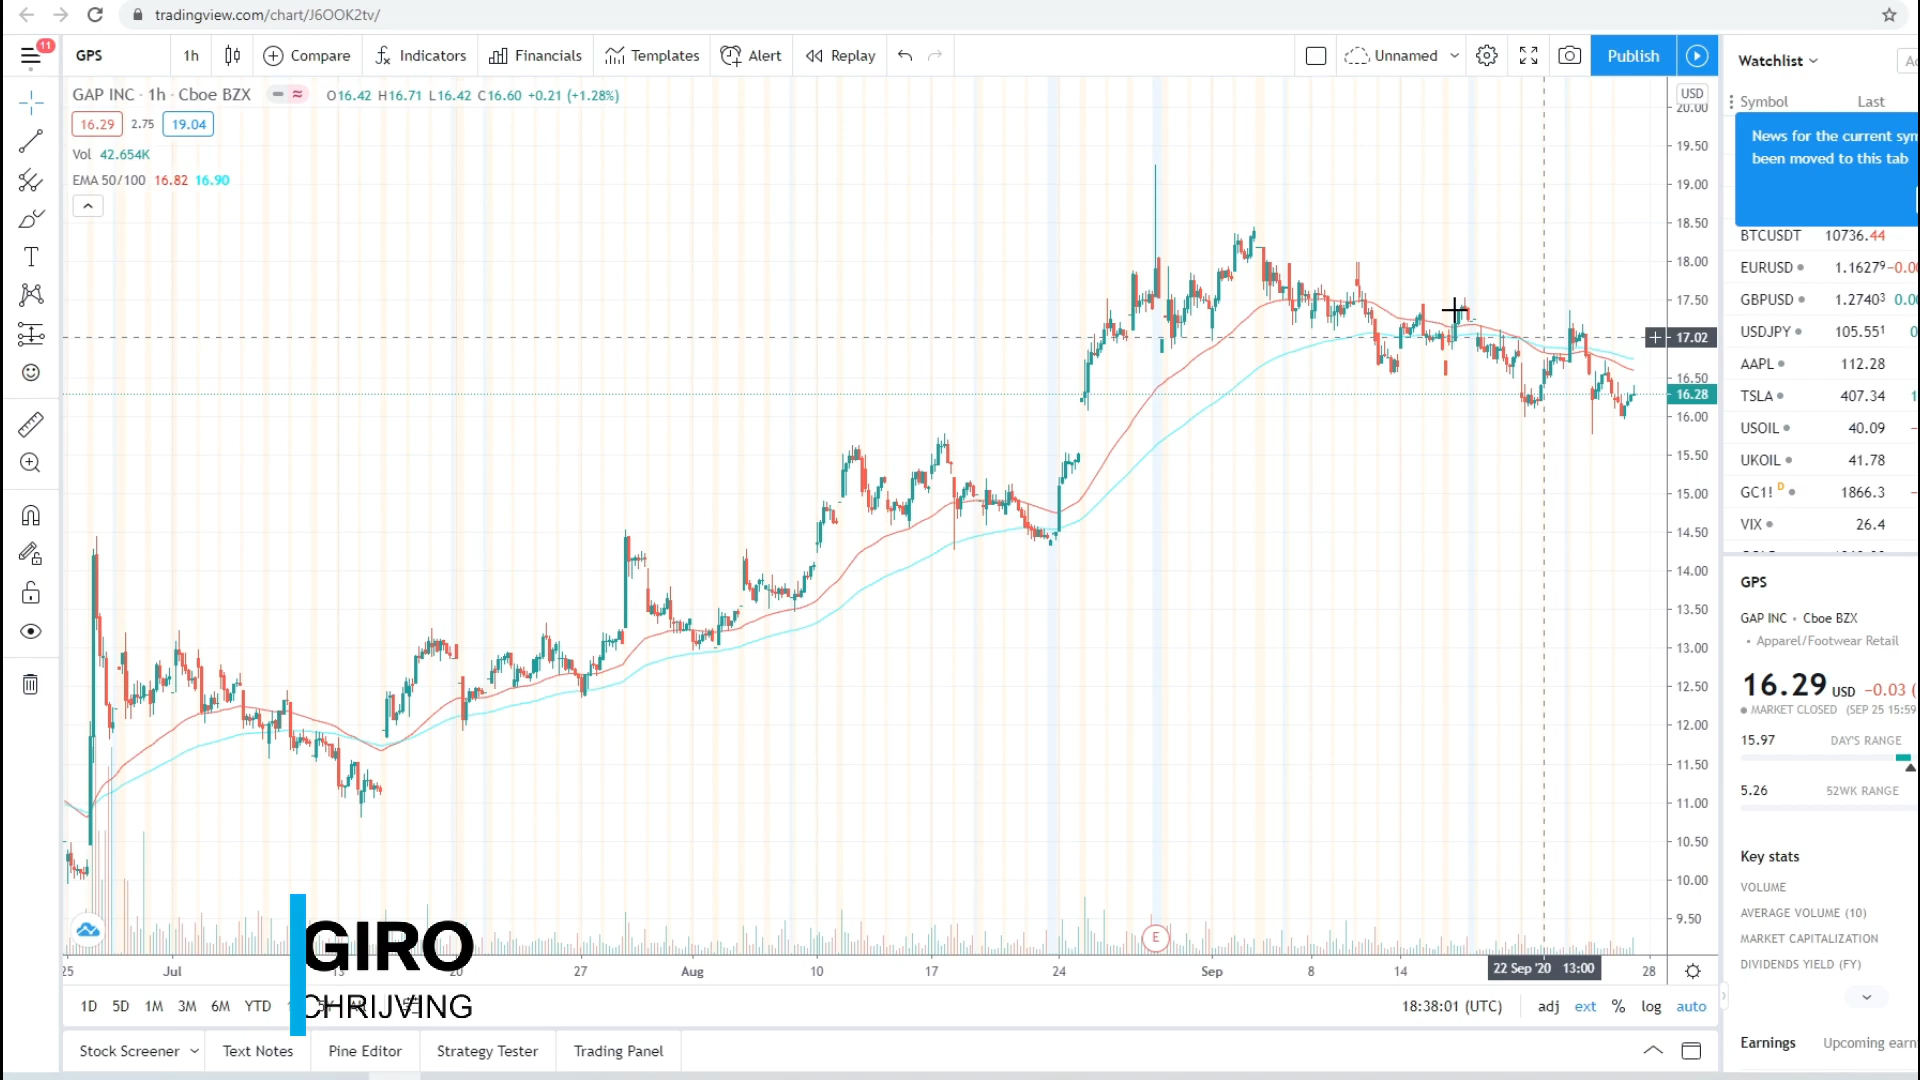 tradingview.com/chart/J6OOK2tv/
11
GPS 1h Compare Indicators Financials Templates Alert Replay Unnamed Publish
GAP INC · 1h · Cboe BZX O16.42 H16.71 L16.42 C16.60 +0.21 (+1.28%)
16.29 2.75 19.04
Vol 42.654K
EMA 50/100 16.82 16.90
USD
20.00
19.50
19.00
18.50
18.00
17.50
17.02
16.50
16.28
16.00
15.50
15.00
14.50
14.00
13.50
13.00
12.50
12.00
11.50
11.00
10.50
10.00
9.50
E
25 Jul 13 20 27 Aug 10 17 24 Sep 8 14 22 Sep '20 13:00 28
GIRO
CHRIJVING
1D 5D 1M 3M 6M YTD
18:38:01 (UTC) adj ext % log auto
Stock Screener Text Notes Pine Editor Strategy Tester Trading Panel
Watchlist
Symbol Last
News for the current sym
been moved to this tab
BTCUSDT 10736.44
EURUSD 1.16279 -0.00
GBPUSD 1.27403 0.00
USDJPY 105.551 0
AAPL 112.28
TSLA 407.34 1
USOIL 40.09 -
UKOIL 41.78
GC1! D 1866.3 -
VIX 26.4
GPS
GAP INC • Cboe BZX
• Apparel/Footwear Retail
16.29 USD -0.03 (
MARKET CLOSED (SEP 25 15:59
15.97 DAY'S RANGE
5.26 52WK RANGE
Key stats
VOLUME
AVERAGE VOLUME (10)
MARKET CAPITALIZATION
DIVIDENDS YIELD (FY)
Earnings Upcoming earn